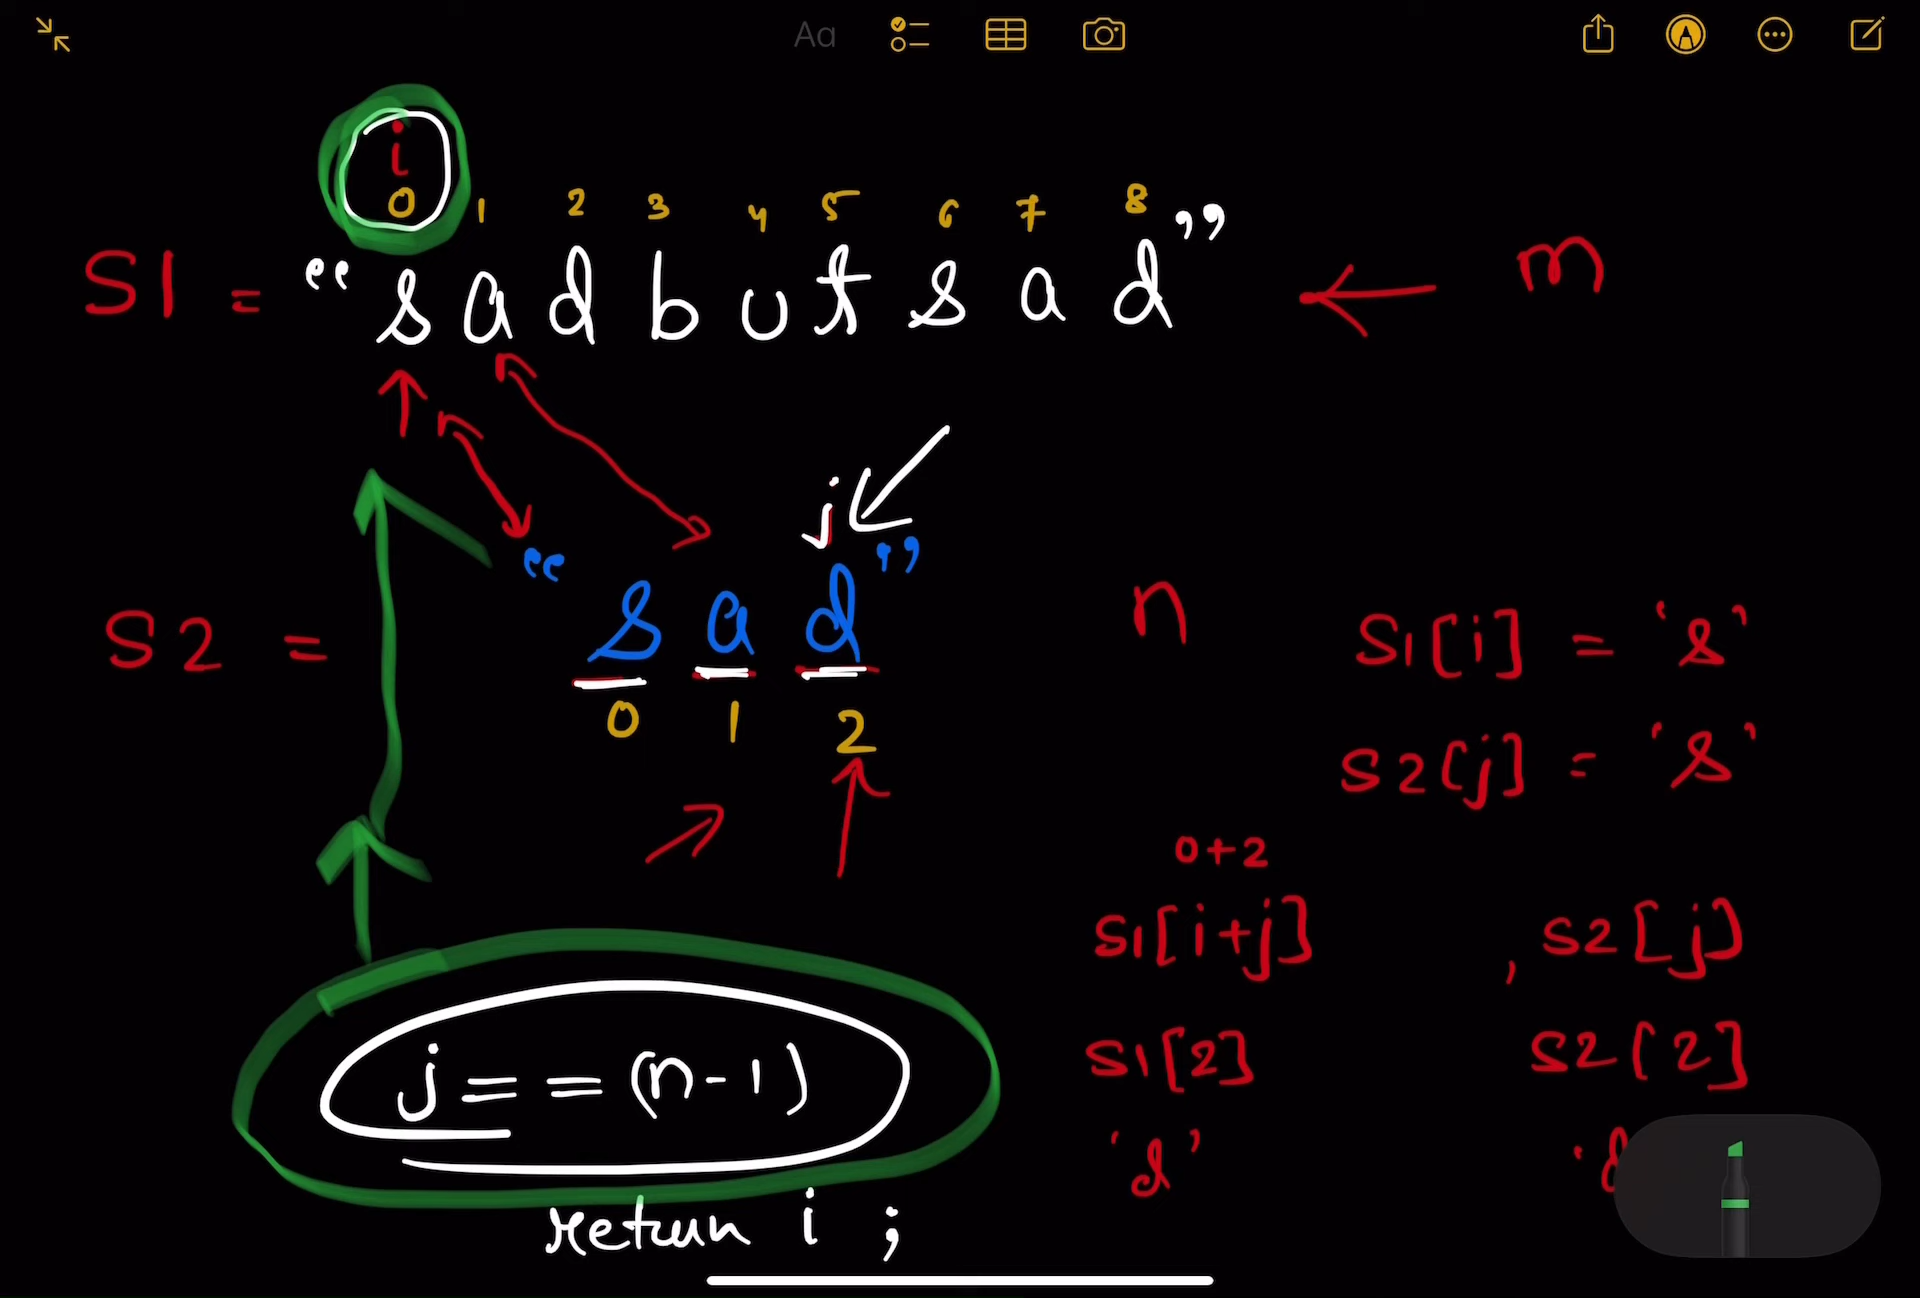 Aa
i
0 1 2 3 4 5 6 7 8
S1 = "sadbutsad" ← m
j
S2 = "sad" n
0 1 2
S1[i] = 's'
S2[j] = 's'
0+2
S1[i+j] , S2[j]
S1[2] S2[2]
'd'
j == (n-1)
return i ;